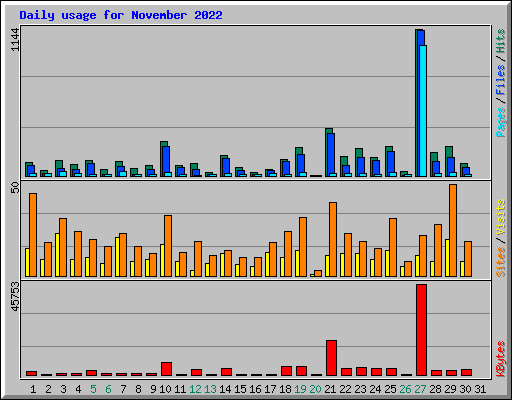 Daily usage for November 2022
1144
Pages / Files / Hits
50
Sites / Visits
45753
KBytes
1 2 3 4 5 6 7 8 9 10 11 12 13 14 15 16 17 18 19 20 21 22 23 24 25 26 27 28 29 30 31